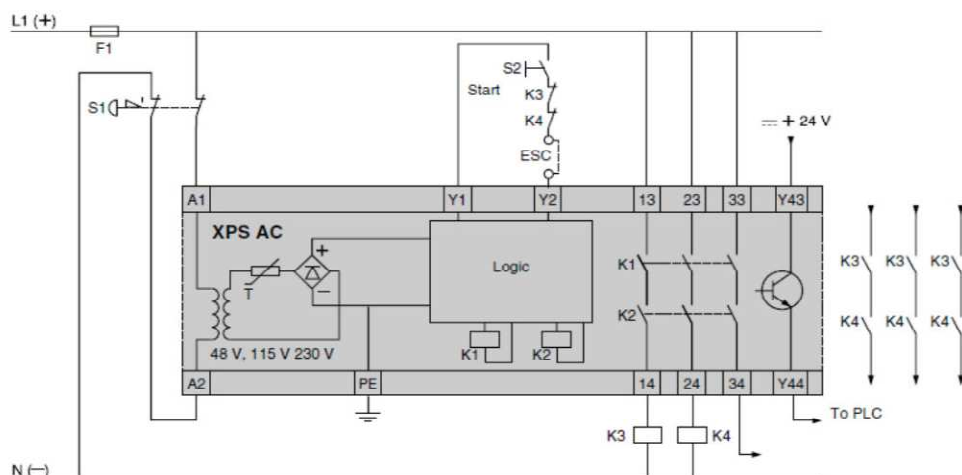 L1 (+)
F1
S1
S2
Start
K3
K4
ESC
+ 24 V
A1
Y1
Y2
13
23
33
Y43
XPS AC
+
−
T
Logic
K1
K2
K1
K2
48 V, 115 V 230 V
K3
K3
K3
K4
K4
K4
A2
PE
14
24
34
Y44
To PLC
K3
K4
N (—)